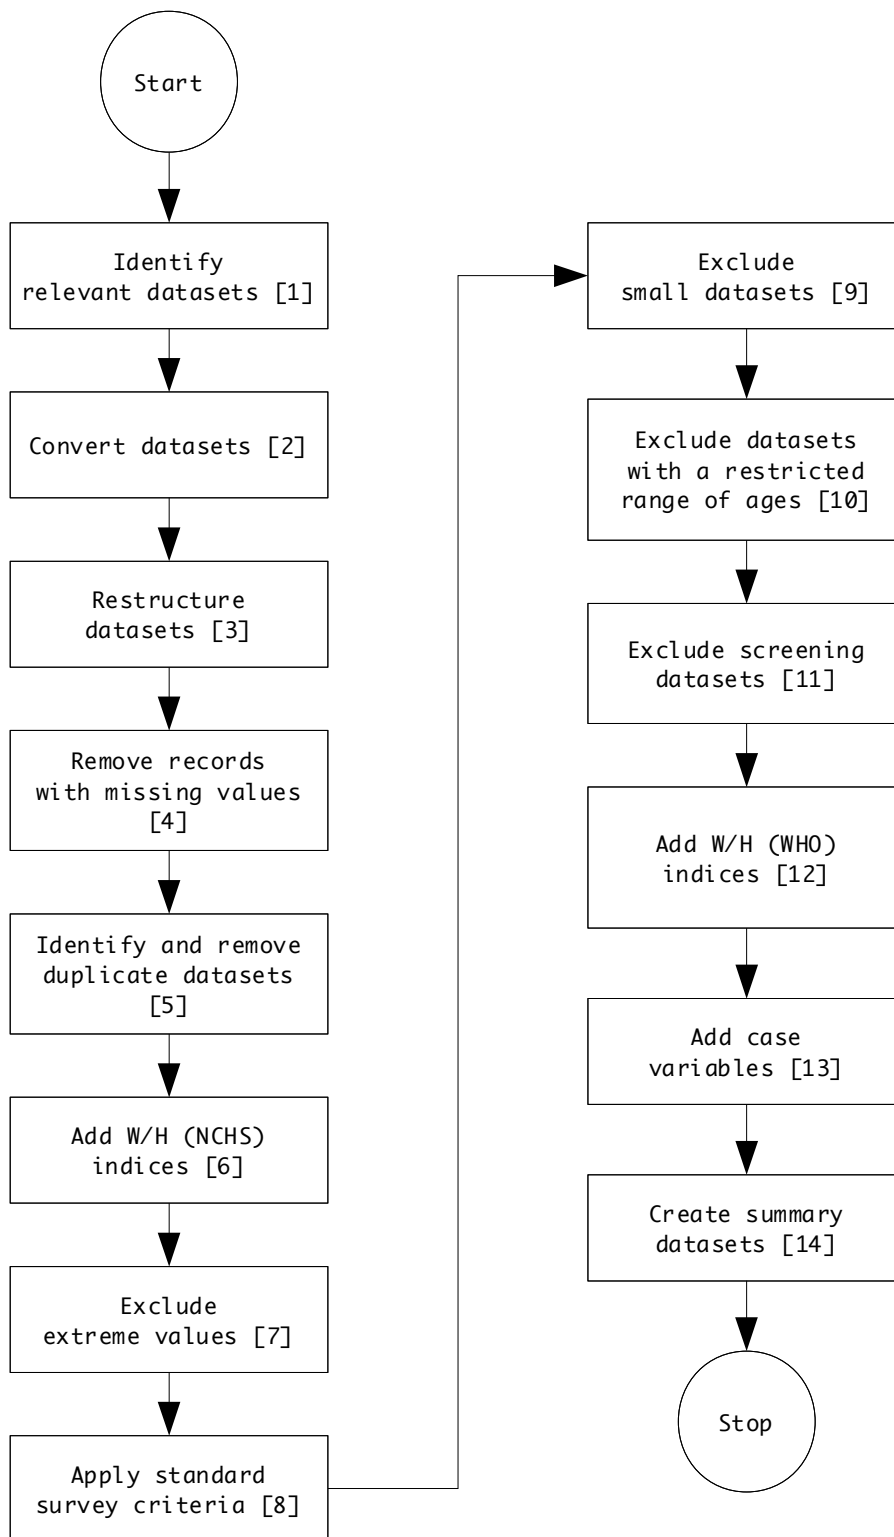 Start
Identify
relevant datasets [1]
Convert datasets [2]
Restructure
datasets [3]
Remove records
with missing values
[4]
Identify and remove
duplicate datasets
[5]
Add W/H (NCHS)
indices [6]
Exclude
extreme values [7]
Apply standard
survey criteria [8]
Exclude
small datasets [9]
Exclude datasets
with a restricted
range of ages [10]
Exclude screening
datasets [11]
Add W/H (WHO)
indices [12]
Add case
variables [13]
Create summary
datasets [14]
Stop